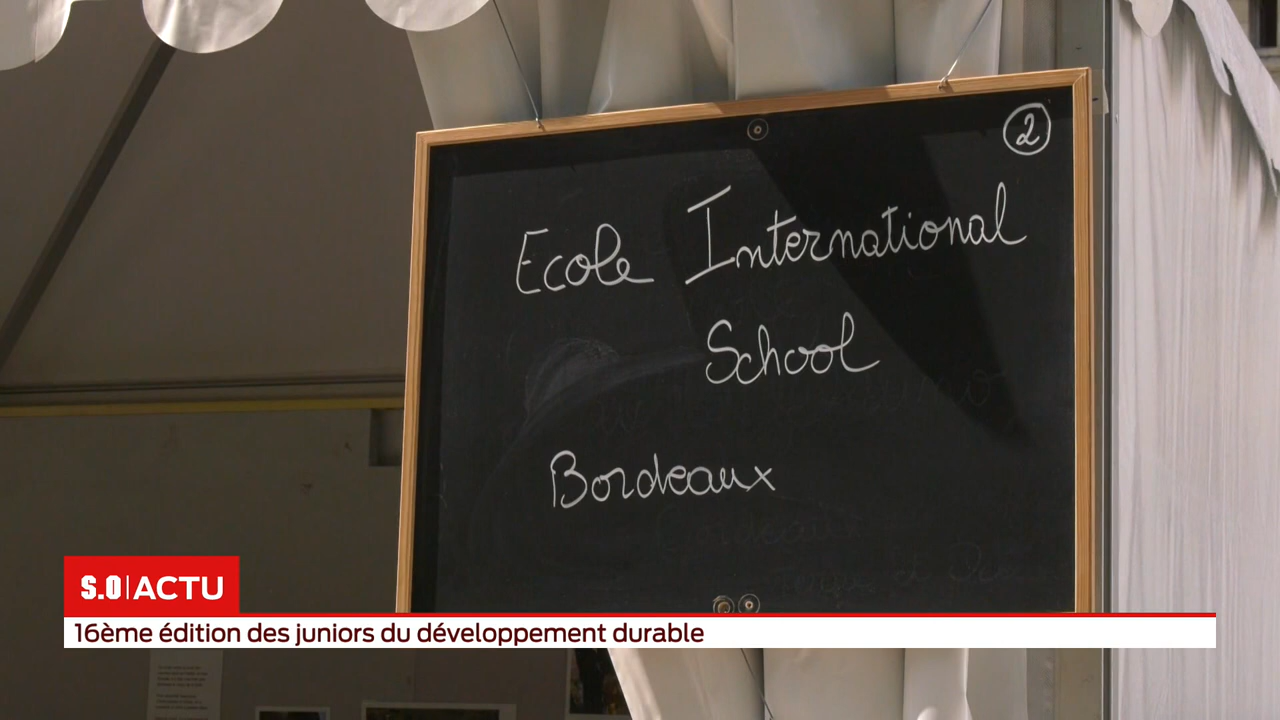 2
Ecole International
School
Bordeaux
S.O ACTU
16ème édition des juniors du développement durable